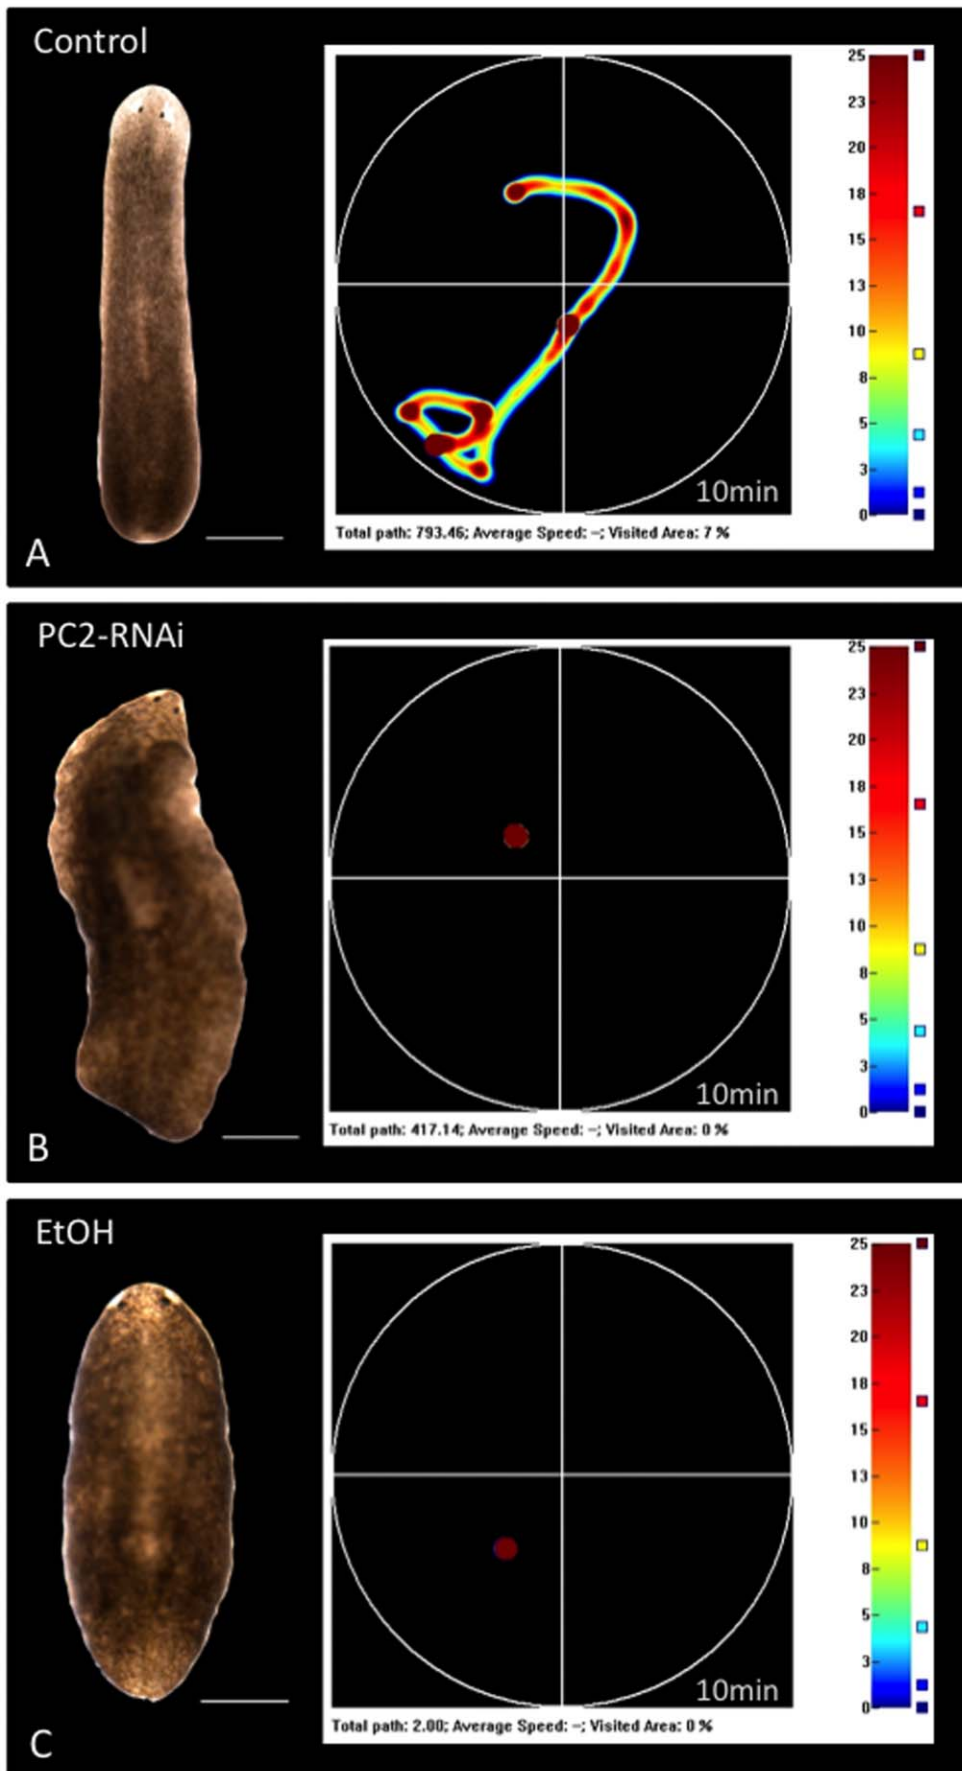 Control
25
23
20
18
15
13
10
8
5
3
0
10min
Total path: 793.46; Average Speed: –; Visited Area: 7 %
A
PC2-RNAi
25
23
20
18
15
13
10
8
5
3
0
10min
Total path: 417.14; Average Speed: –; Visited Area: 0 %
B
EtOH
25
23
20
18
15
13
10
8
5
3
0
10min
Total path: 2.00; Average Speed: –; Visited Area: 0 %
C